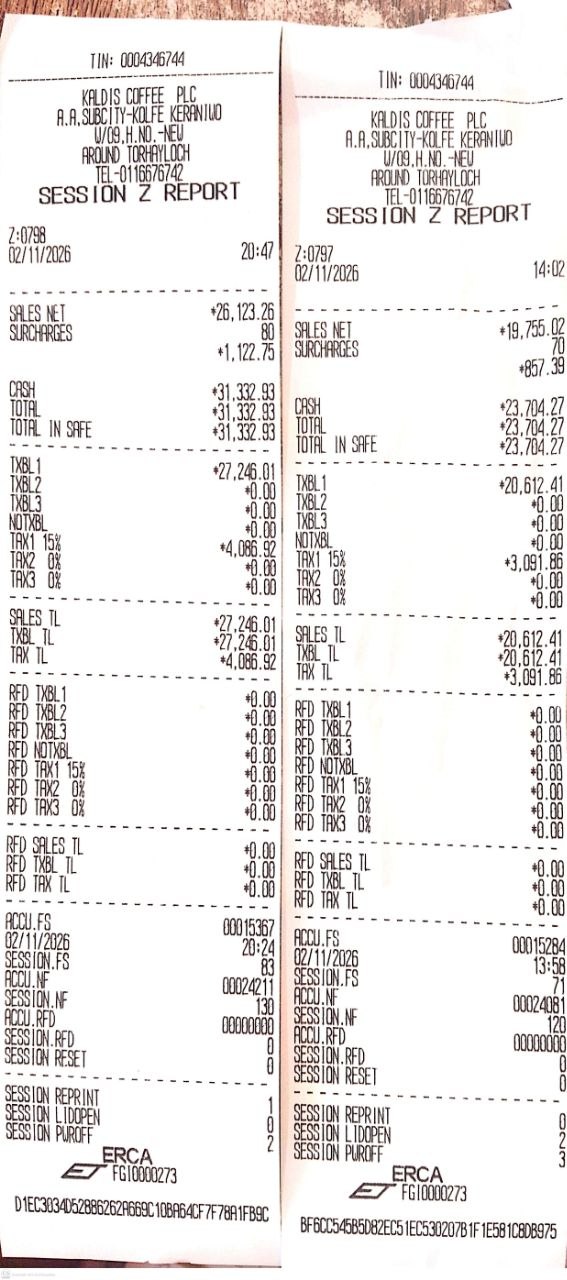 TIN: 0004346744
KALDIS COFFEE PLC
A.A,SUBCITY-KOLFE KERANIWO
W/09,H.NO.-NEW
AROUND TORHAYLOCH
TEL-0116676742
SESSION Z REPORT
Z:0798
02/11/2026 20:47
SALES NET *26,123.26
SURCHARGES 80
*1,122.75
CASH *31,332.93
TOTAL *31,332.93
TOTAL IN SAFE *31,332.93
TXBL1 *27,246.01
TXBL2 *0.00
TXBL3 *0.00
NOTXBL *0.00
TAX1 15% *4,086.92
TAX2 0% *0.00
TAX3 0% *0.00
SALES TL *27,246.01
TXBL TL *27,246.01
TAX TL *4,086.92
RFD TXBL1 *0.00
RFD TXBL2 *0.00
RFD TXBL3 *0.00
RFD NOTXBL *0.00
RFD TAX1 15% *0.00
RFD TAX2 0% *0.00
RFD TAX3 0% *0.00
RFD SALES TL *0.00
RFD TXBL TL *0.00
RFD TAX TL *0.00
ACCU.FS 00015367
02/11/2026 20:24
SESSION.FS 83
ACCU.NF 00024211
SESSION.NF 130
ACCU.RFD 00000000
SESSION.RFD 0
SESSION RESET 0
SESSION REPRINT 1
SESSION LIDOPEN 0
SESSION PWROFF 2
ERCA
ET FGI0000273
D1EC3034D52886262A669C10BA64CF7F78A1FB9C
TIN: 0004346744
KALDIS COFFEE PLC
A.A,SUBCITY-KOLFE KERANIWO
W/09,H.NO.-NEW
AROUND TORHAYLOCH
TEL-0116676742
SESSION Z REPORT
Z:0797
02/11/2026 14:02
SALES NET *19,755.02
SURCHARGES 70
*857.39
CASH *23,704.27
TOTAL *23,704.27
TOTAL IN SAFE *23,704.27
TXBL1 *20,612.41
TXBL2 *0.00
TXBL3 *0.00
NOTXBL *0.00
TAX1 15% *3,091.86
TAX2 0% *0.00
TAX3 0% *0.00
SALES TL *20,612.41
TXBL TL *20,612.41
TAX TL *3,091.86
RFD TXBL1 *0.00
RFD TXBL2 *0.00
RFD TXBL3 *0.00
RFD NOTXBL *0.00
RFD TAX1 15% *0.00
RFD TAX2 0% *0.00
RFD TAX3 0% *0.00
RFD SALES TL *0.00
RFD TXBL TL *0.00
RFD TAX TL *0.00
ACCU.FS 00015284
02/11/2026 13:58
SESSION.FS 71
ACCU.NF 00024081
SESSION.NF 120
ACCU.RFD 00000000
SESSION.RFD 0
SESSION RESET 0
SESSION REPRINT 0
SESSION LIDOPEN 2
SESSION PWROFF 3
ERCA
ET FGI0000273
BF6CC545B5D82EC51EC530207B1F1E581C8DB975